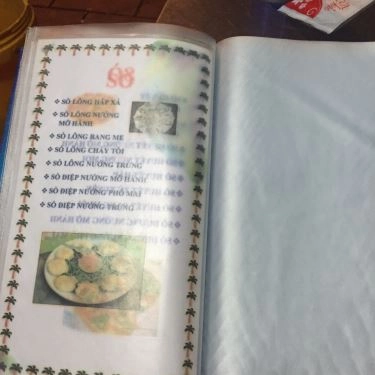 SÒ
SÒ LÔNG HẤP XẢ
SÒ LÔNG NƯỚNG
MỠ HÀNH
SÒ LÔNG RANG ME
SÒ LÔNG CHÁY TỎI
SÒ LÔNG NƯỚNG TRỨNG
SÒ ĐIỆP NƯỚNG MỠ HÀNH
SÒ ĐIỆP NƯỚNG PHÔ MAI
SÒ ĐIỆP NƯỚNG TRỨNG